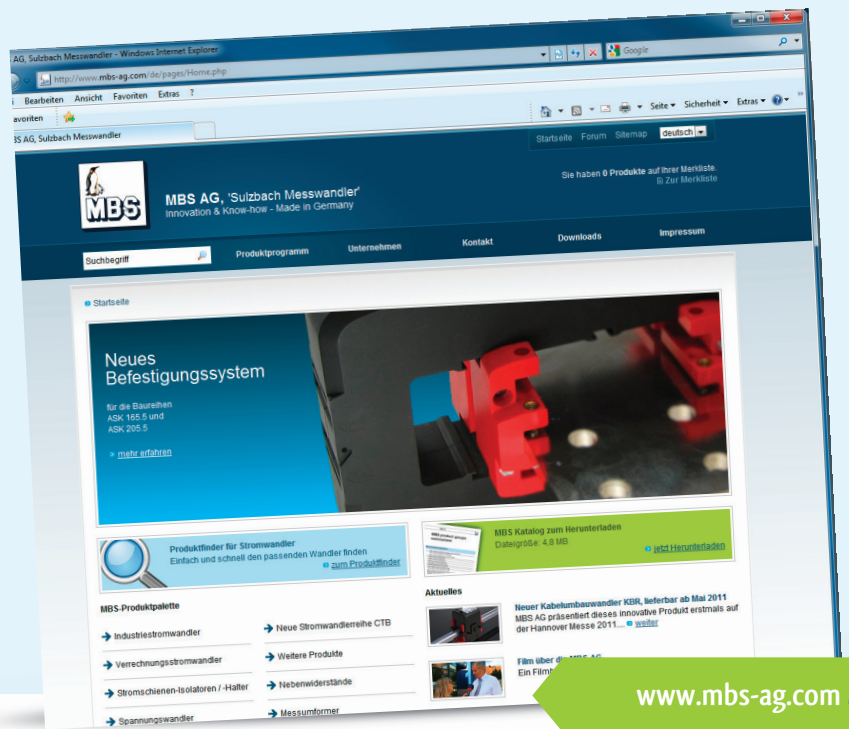 AG, Sulzbach Messwandler - Windows Internet Explorer
http://www.mbs-ag.com/de/pages/Home.php
Google
Bearbeiten Ansicht Favoriten Extras ?
avoriten
Seite Sicherheit Extras
AG, Sulzbach Messwandler
Startseite Forum Sitemap deutsch
MBS
MBS AG, 'Sulzbach Messwandler'
Innovation & Know-how - Made in Germany
Sie haben 0 Produkte auf Ihrer Merkliste.
Zur Merkliste
Suchbegriff
Produktprogramm Unternehmen Kontakt Downloads Impressum
Startseite
Neues
Befestigungssystem
für die Baureihen
ASK 165.5 und
ASK 205.5
» mehr erfahren
Produktfinder für Stromwandler
Einfach und schnell den passenden Wandler finden
zum Produktfinder
MBS Katalog zum Herunterladen
Dateigröße: 4,8 MB
jetzt Herunterladen
MBS-Produktpalette
→ Industriestromwandler
→ Verrechnungsstromwandler
→ Stromschienen-Isolatoren / -Halter
→ Spannungswandler
→ Neue Stromwandlerreihe CTB
→ Weitere Produkte
→ Nebenwiderstände
→ Messumformer
Aktuelles
Neuer Kabelumbauwandler KBR, lieferbar ab Mai 2011
MBS AG präsentiert dieses innovative Produkt erstmals auf
der Hannover Messe 2011.... weiter
Film über die MBS AG
Ein Film
www.mbs-ag.com